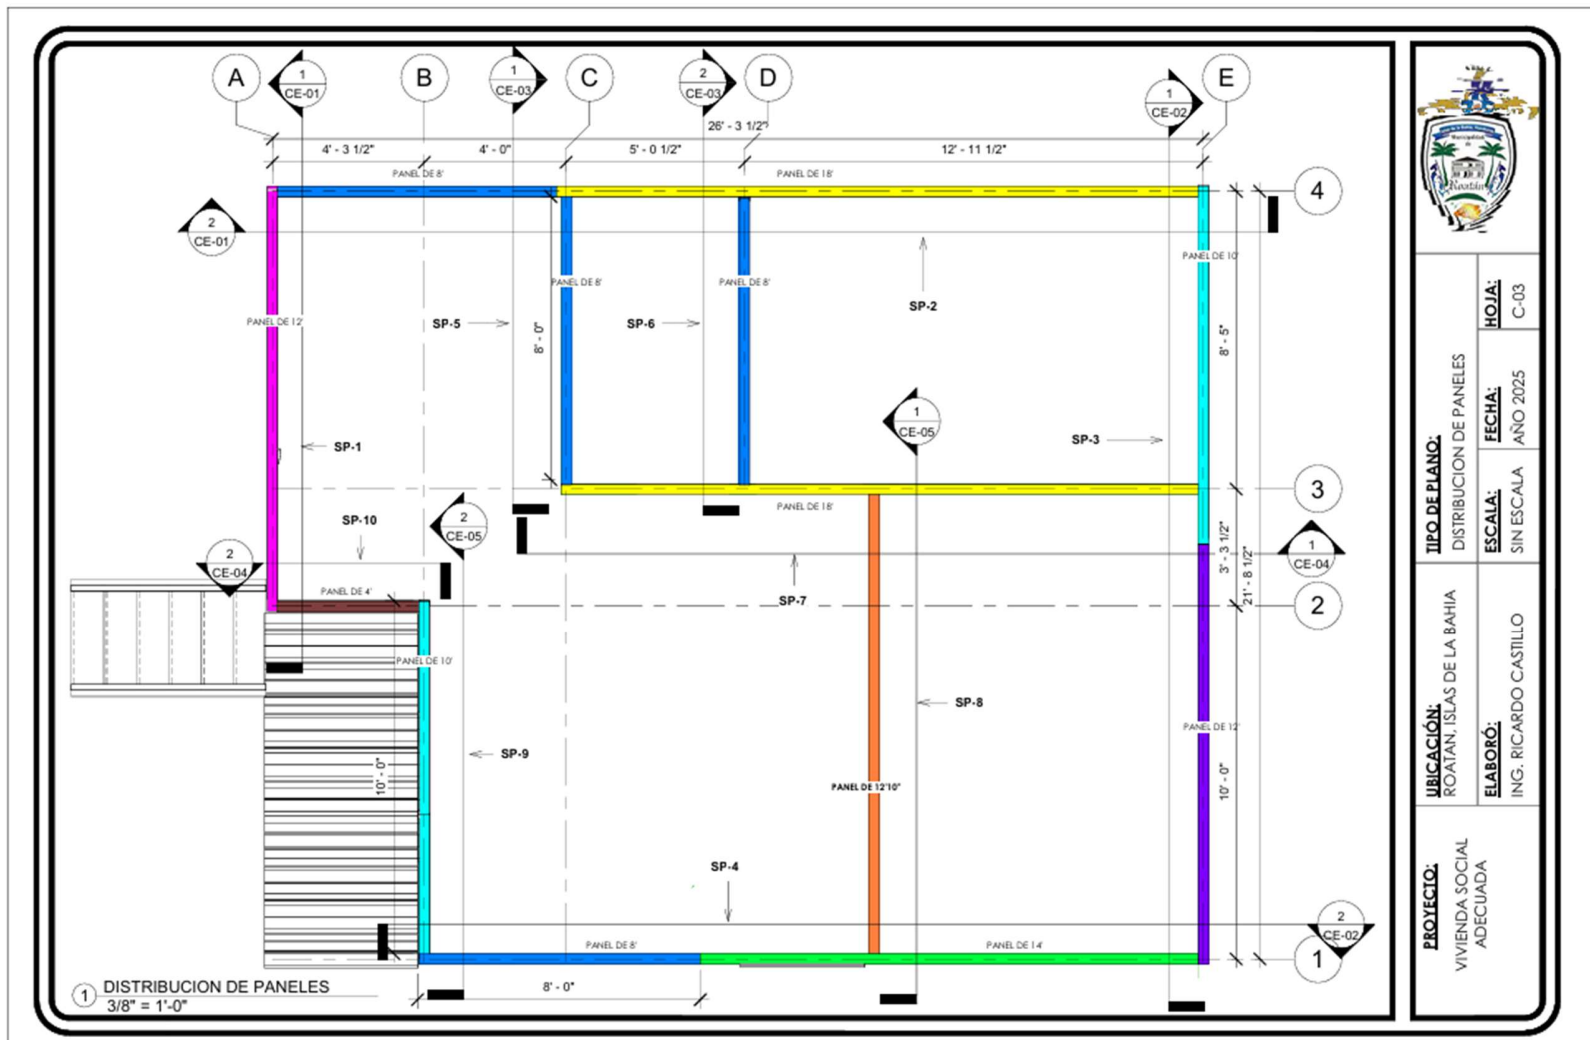 A
1
CE-01
B
1
CE-03
C
2
CE-03
D
1
CE-02
E
26' - 3 1/2"
4' - 3 1/2"
4' - 0"
5' - 0 1/2"
12' - 11 1/2"
PANEL DE 8'
PANEL DE 18'
4
2
CE-01
PANEL DE 10'
PANEL DE 8'
PANEL DE 8'
SP-2
PANEL DE 12'
SP-5
SP-6
8' - 0"
8' - 5"
1
CE-05
SP-1
SP-3
3
PANEL DE 18'
SP-10
2
CE-05
2
CE-04
3' - 3 1/2"
1
CE-04
21' - 8 1/2"
PANEL DE 4'
SP-7
2
PANEL DE 10'
SP-8
PANEL DE 12'
SP-9
10' - 0"
PANEL DE 12'10"
10' - 0"
SP-4
2
CE-02
PANEL DE 8'
PANEL DE 14'
1
8' - 0"
1
DISTRIBUCION DE PANELES
3/8" = 1'-0"
Roatán
TIPO DE PLANO:
DISTRIBUCION DE PANELES
HOJA:
C-03
FECHA:
AÑO 2025
ESCALA:
SIN ESCALA
UBICACIÓN:
ROATAN, ISLAS DE LA BAHIA
ELABORÓ:
ING. RICARDO CASTILLO
PROYECTO:
VIVIENDA SOCIAL
ADECUADA